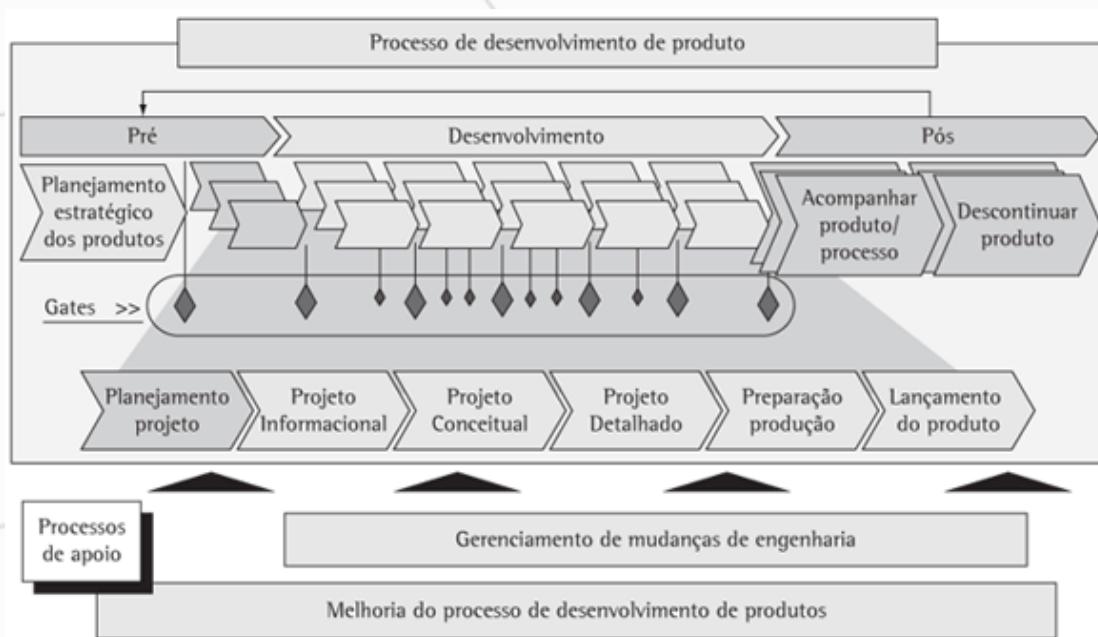 Processo de desenvolvimento de produto
Pré
Desenvolvimento
Pós
Planejamento
estratégico
dos produtos
Acompanhar
produto/
processo
Descontinuar
produto
Gates >>
Planejamento
projeto
Projeto
Informacional
Projeto
Conceitual
Projeto
Detalhado
Preparação
produção
Lançamento
do produto
Processos
de apoio
Gerenciamento de mudanças de engenharia
Melhoria do processo de desenvolvimento de produtos